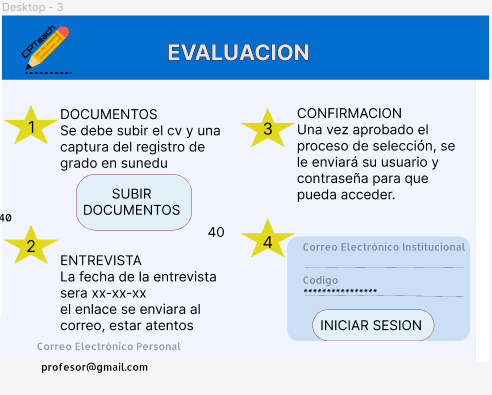 Desktop - 3
CPTeach
EVALUACION
1
DOCUMENTOS
Se debe subir el cv y una
captura del registro de
grado en sunedu
SUBIR
DOCUMENTOS
40
40
2
ENTREVISTA
La fecha de la entrevista
sera xx-xx-xx
el enlace se enviara al
correo, estar atentos
Correo Electrónico Personal
profesor@gmail.com
3
CONFIRMACION
Una vez aprobado el
proceso de selección, se
le enviará su usuario y
contraseña para que
pueda acceder.
4
Correo Electrónico Institucional
Codigo
****************
INICIAR SESION